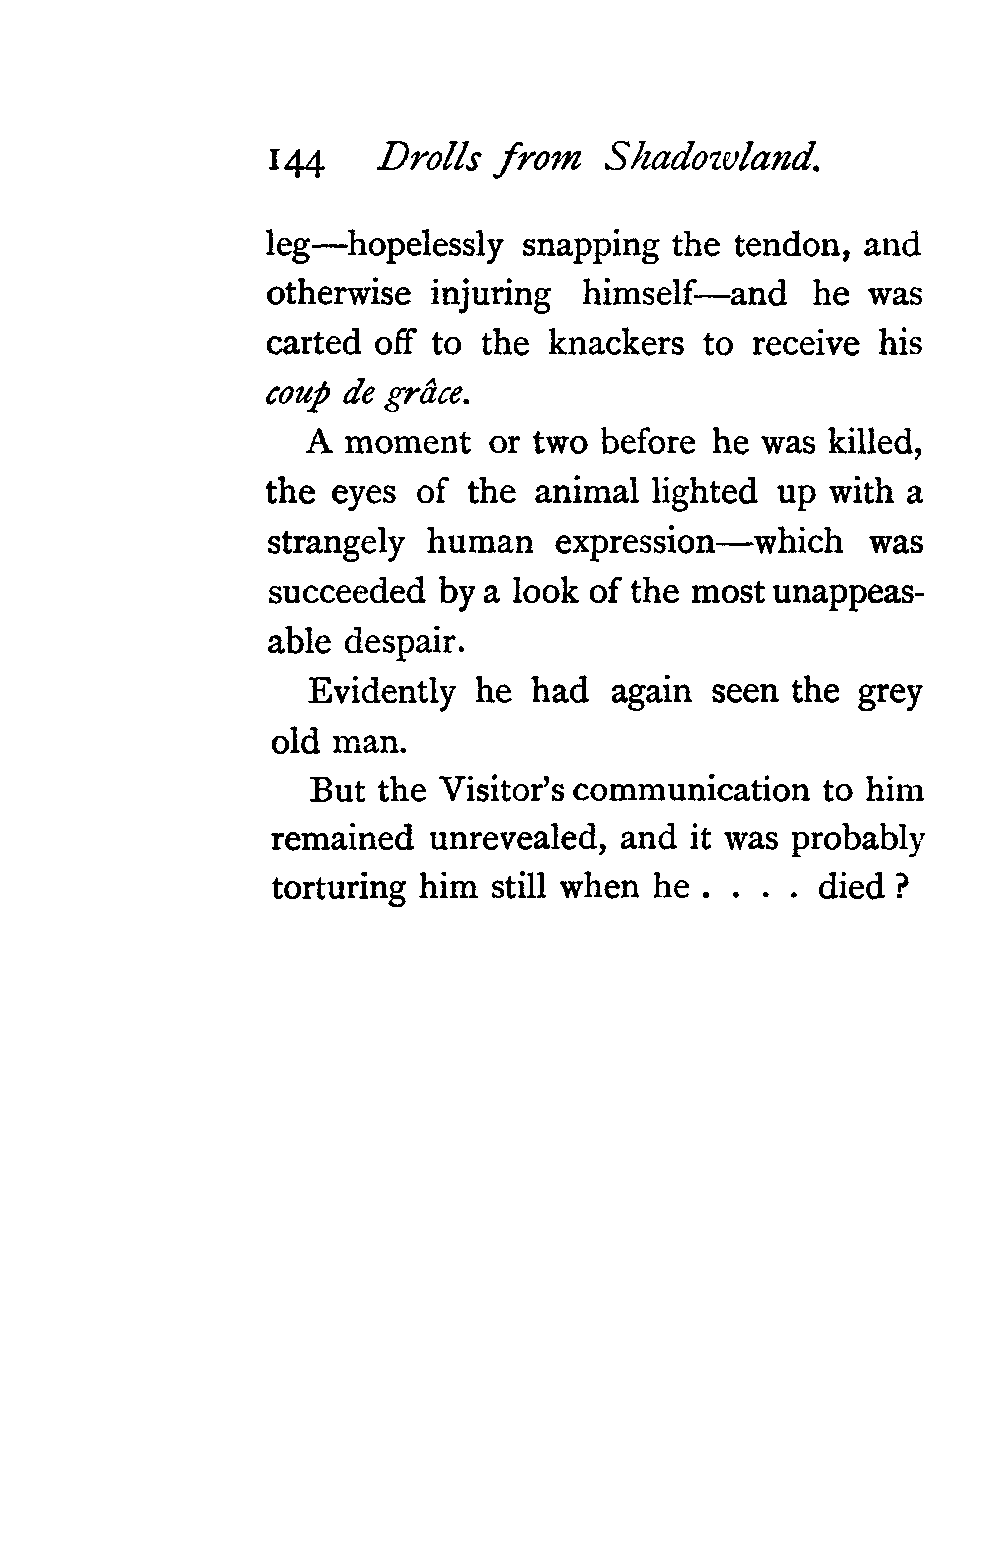 144 Drolls from Shadowland.
leg—hopelessly snapping the tendon, and
otherwise injuring himself—and he was
carted off to the knackers to receive his
coup de grâce.
A moment or two before he was killed,
the eyes of the animal lighted up with a
strangely human expression—which was
succeeded by a look of the most unappeas-
able despair.
Evidently he had again seen the grey
old man.
But the Visitor's communication to him
remained unrevealed, and it was probably
torturing him still when he . . . . died ?